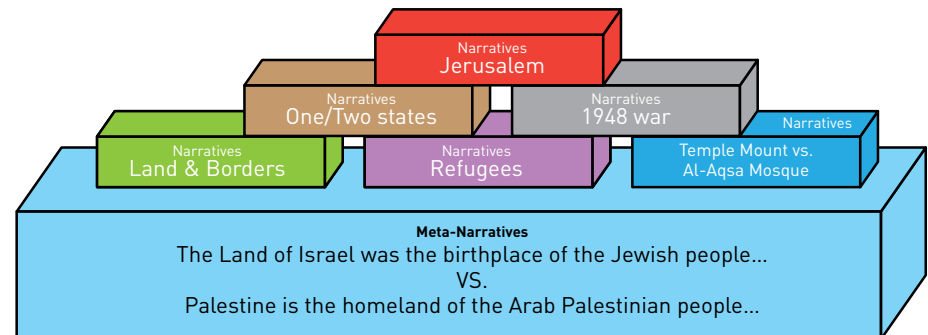 Narratives
Jerusalem
Narratives
One/Two states
Narratives
1948 war
Narratives
Land & Borders
Narratives
Refugees
Narratives
Temple Mount vs.
Al-Aqsa Mosque
Meta-Narratives
The Land of Israel was the birthplace of the Jewish people...
VS.
Palestine is the homeland of the Arab Palestinian people...